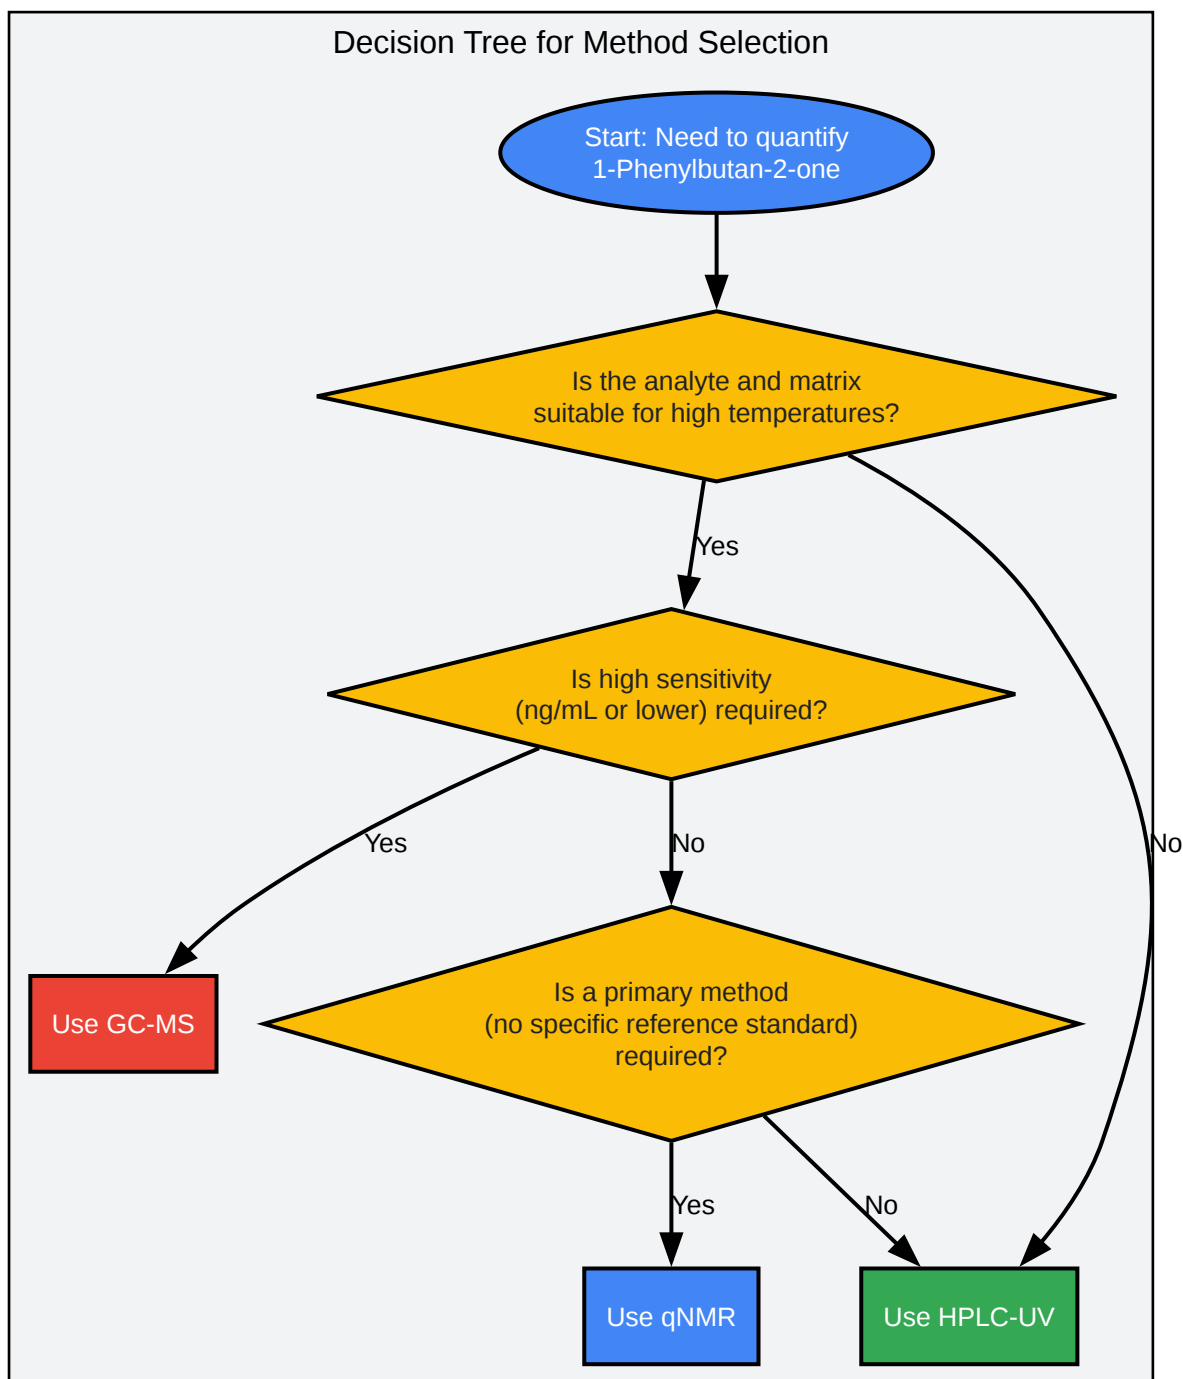 Decision Tree for Method Selection
Start: Need to quantify
1-Phenylbutan-2-one
Is the analyte and matrix
suitable for high temperatures?
Yes
Is high sensitivity
(ng/mL or lower) required?
Yes
No
No
Use GC-MS
Is a primary method
(no specific reference standard)
required?
Yes
No
Use qNMR
Use HPLC-UV